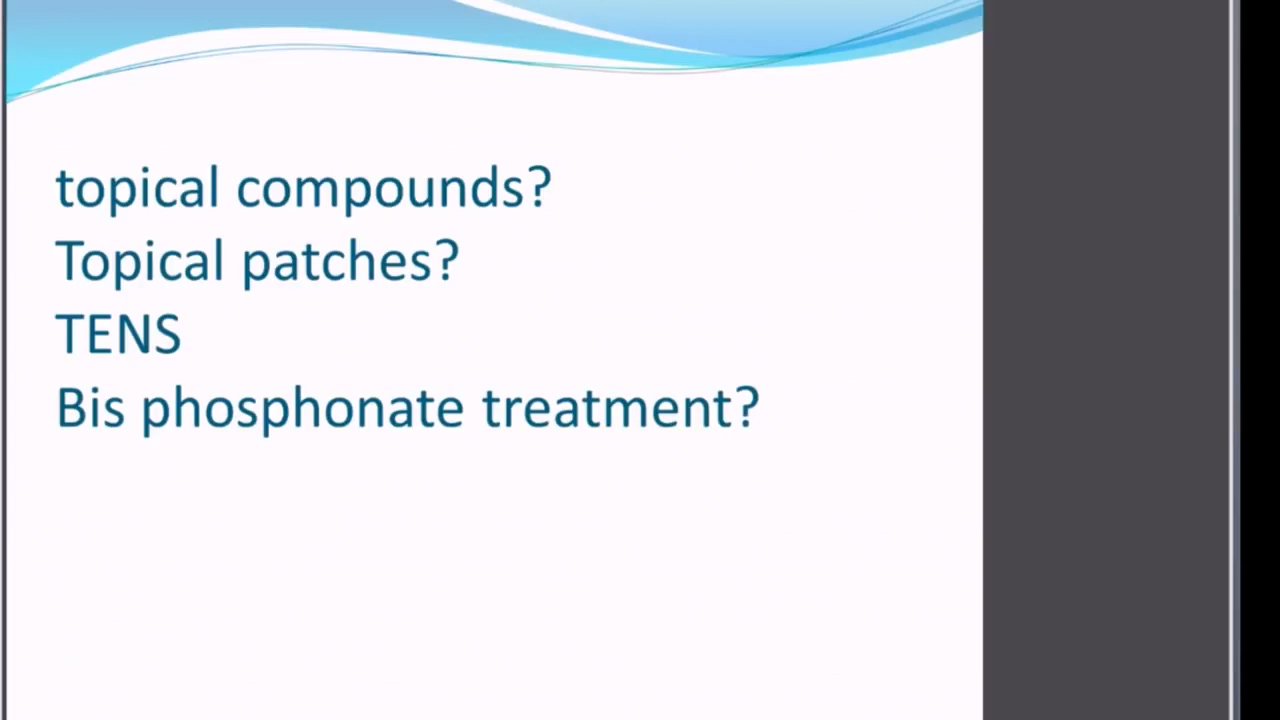 topical compounds?
Topical patches?
TENS
Bis phosphonate treatment?